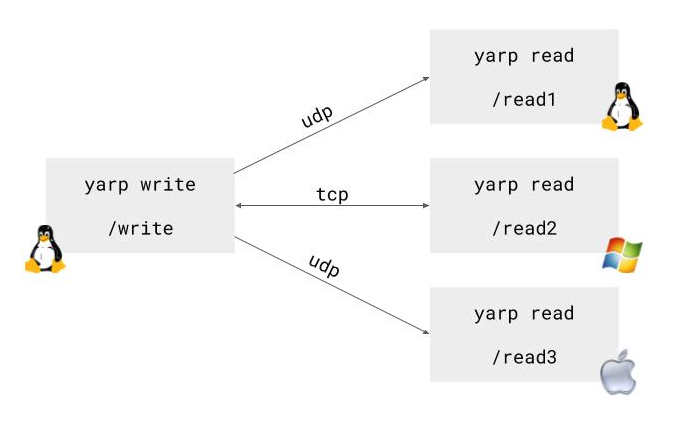 yarp read
/read1
udp
yarp write
/write
tcp
yarp read
/read2
udp
yarp read
/read3